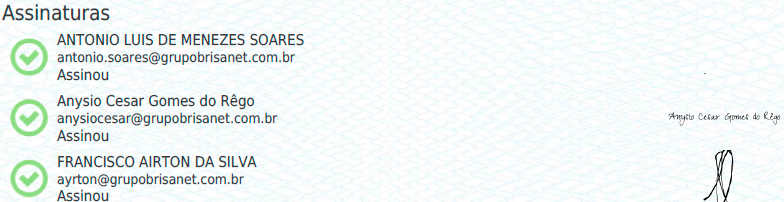 Assinaturas
ANTONIO LUIS DE MENEZES SOARES
antonio.soares@grupobrisanet.com.br
Assinou
Anysio Cesar Gomes do Rêgo
anysiocesar@grupobrisanet.com.br
Assinou
Anysio Cesar Gomes do Rêgo
FRANCISCO AIRTON DA SILVA
ayrton@grupobrisanet.com.br
Assinou